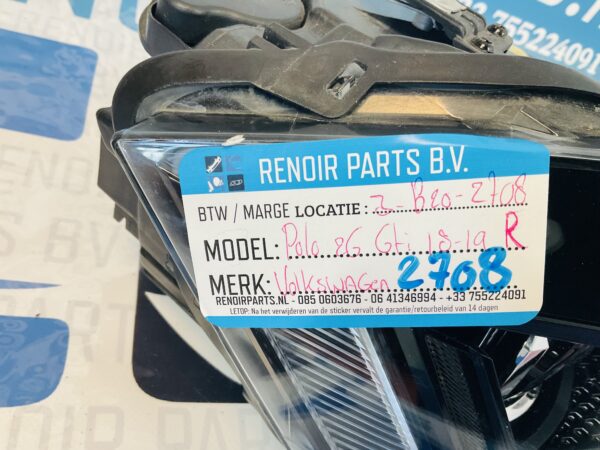 755224091
RENOIR PARTS B.V.
BTW / MARGE LOCATIE: 3-B20-2708
MODEL: Polo 2G Gti 18-19 R
MERK: Volkswagen 2708
RENOIRPARTS.NL - 085 0603676 - 06 41346994 - +33 755224091
LETOP: Na het verwijderen van de sticker vervalt de garantie/retourbeleid van 14 dagen